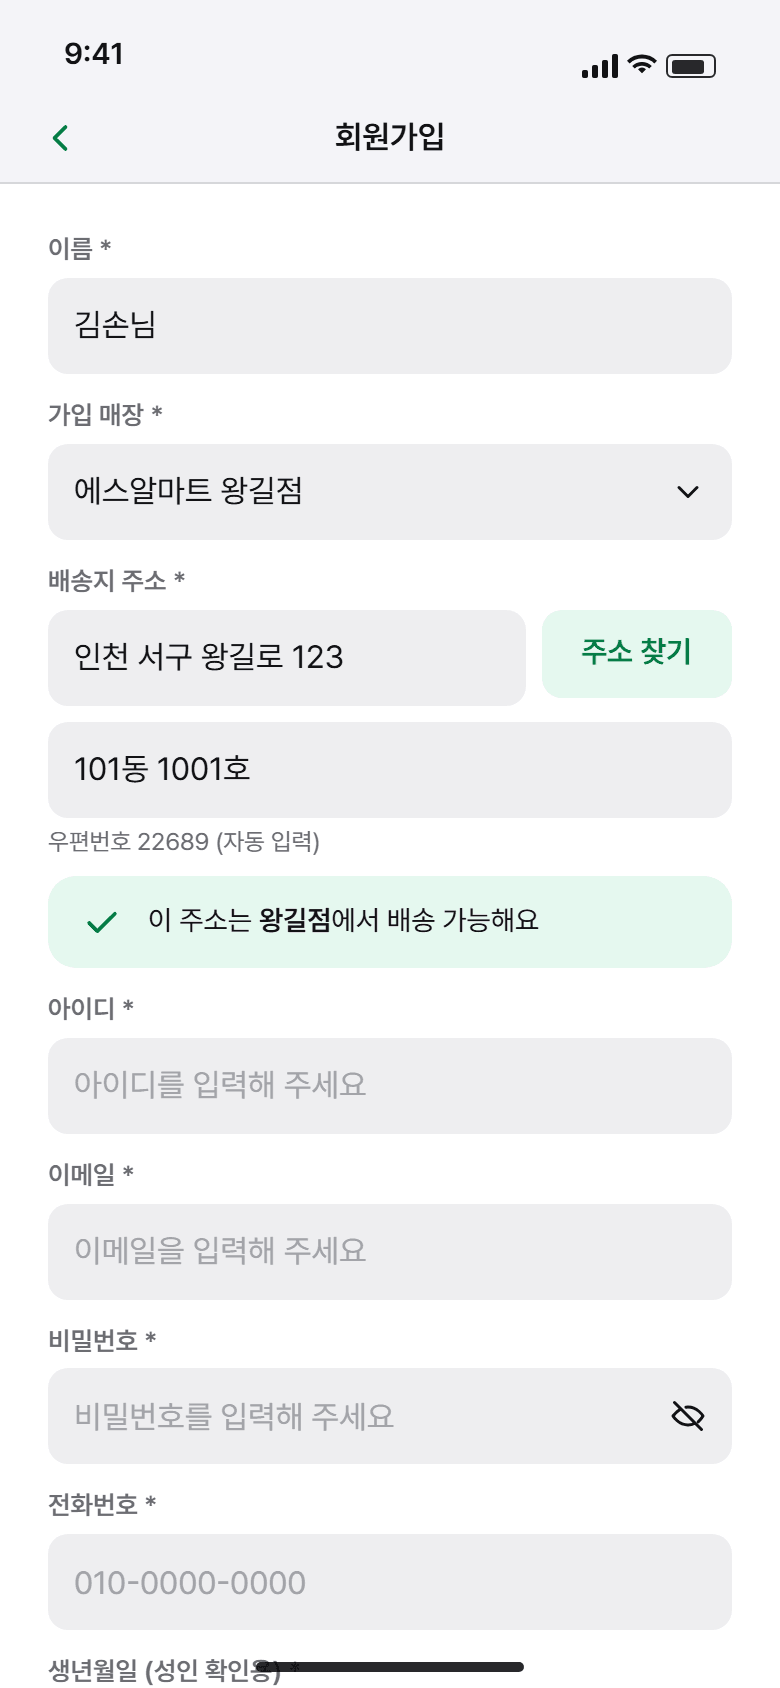 9:41
회원가입
이름 *
김손님
가입 매장 *
에스알마트 왕길점
배송지 주소 *
인천 서구 왕길로 123
주소 찾기
101동 1001호
우편번호 22689 (자동 입력)
이 주소는 왕길점에서 배송 가능해요
아이디 *
아이디를 입력해 주세요
이메일 *
이메일을 입력해 주세요
비밀번호 *
비밀번호를 입력해 주세요
전화번호 *
010-0000-0000
생년월일 (성인 확인용) *